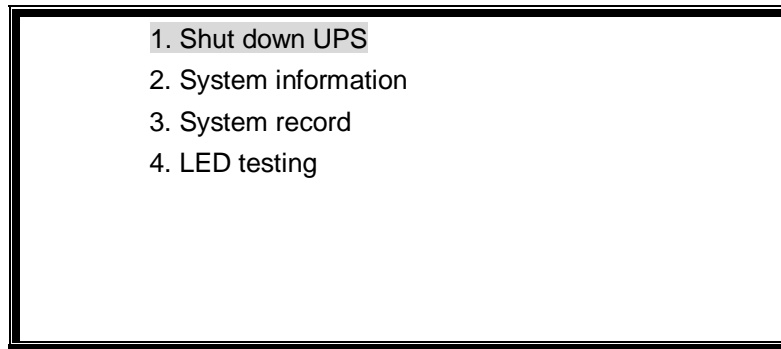 1. Shut down UPS
2. System information
3. System record
4. LED testing